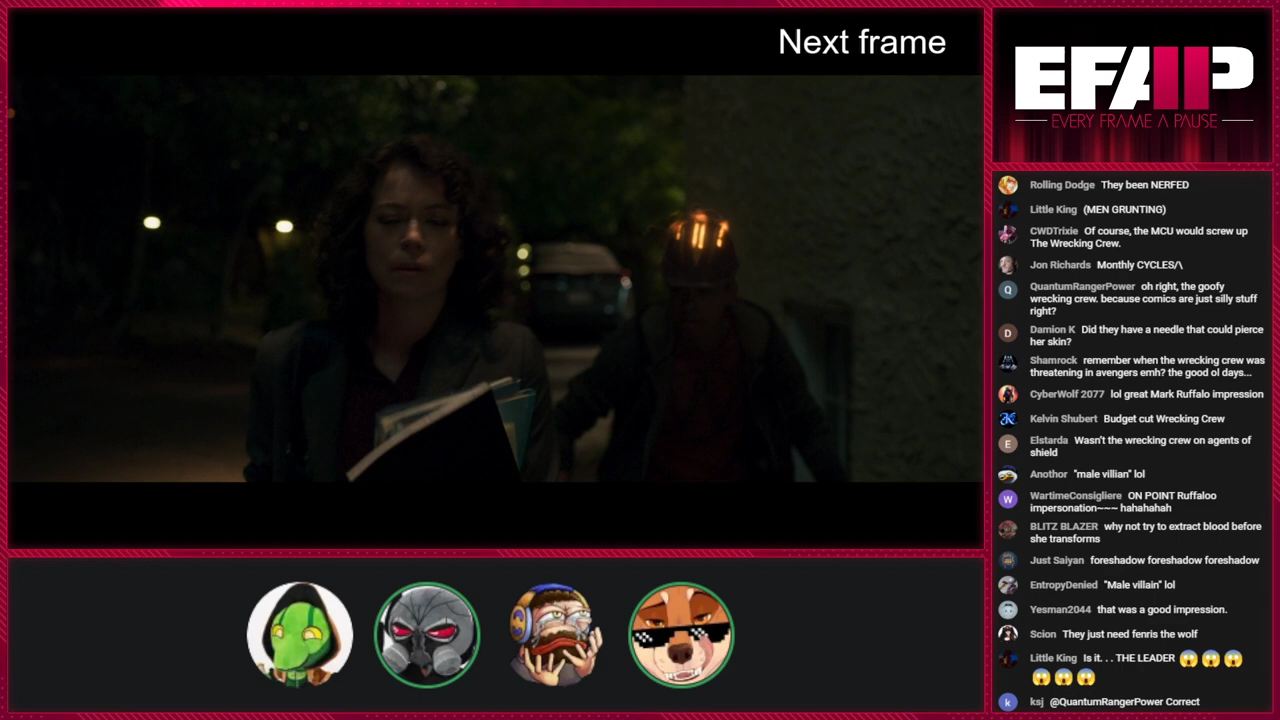 Next frame
EFAP
EVERY FRAME A PAUSE
Rolling Dodge They been NERFED
Little King (MEN GRUNTING)
CWDTrixie Of course, the MCU would screw up
The Wrecking Crew.
Jon Richards Monthly CYCLES/\
Q
QuantumRangerPower oh right, the goofy
wrecking crew. because comics are just silly stuff
right?
D
Damion K Did they have a needle that could pierce
her skin?
Shamrock remember when the wrecking crew was
threatening in avengers emh? the good ol days...
CyberWolf 2077 lol great Mark Ruffalo impression
Kelvin Shubert Budget cut Wrecking Crew
E
Elstarda Wasn't the wrecking crew on agents of
shield
Anothor "male villian" lol
W
WartimeConsigliere ON POINT Ruffaloo
impersonation~~~ hahahahah
BLITZ BLAZER why not try to extract blood before
she transforms
Just Saiyan foreshadow foreshadow foreshadow
EntropyDenied "Male villain" lol
Yesman2044 that was a good impression.
Scion They just need fenris the wolf
Little King Is it. . . THE LEADER 😱 😱 😱
😱 😱 😱
k
ksj @QuantumRangerPower Correct